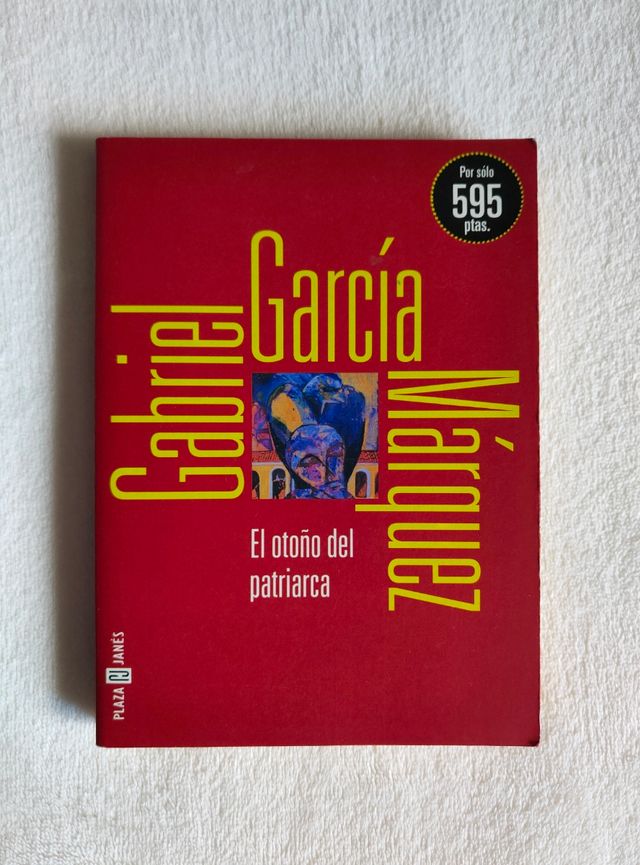 Por sólo
595
ptas.
Gabriel
García
Márquez
El otoño del
patriarca
PLAZA JANÉS